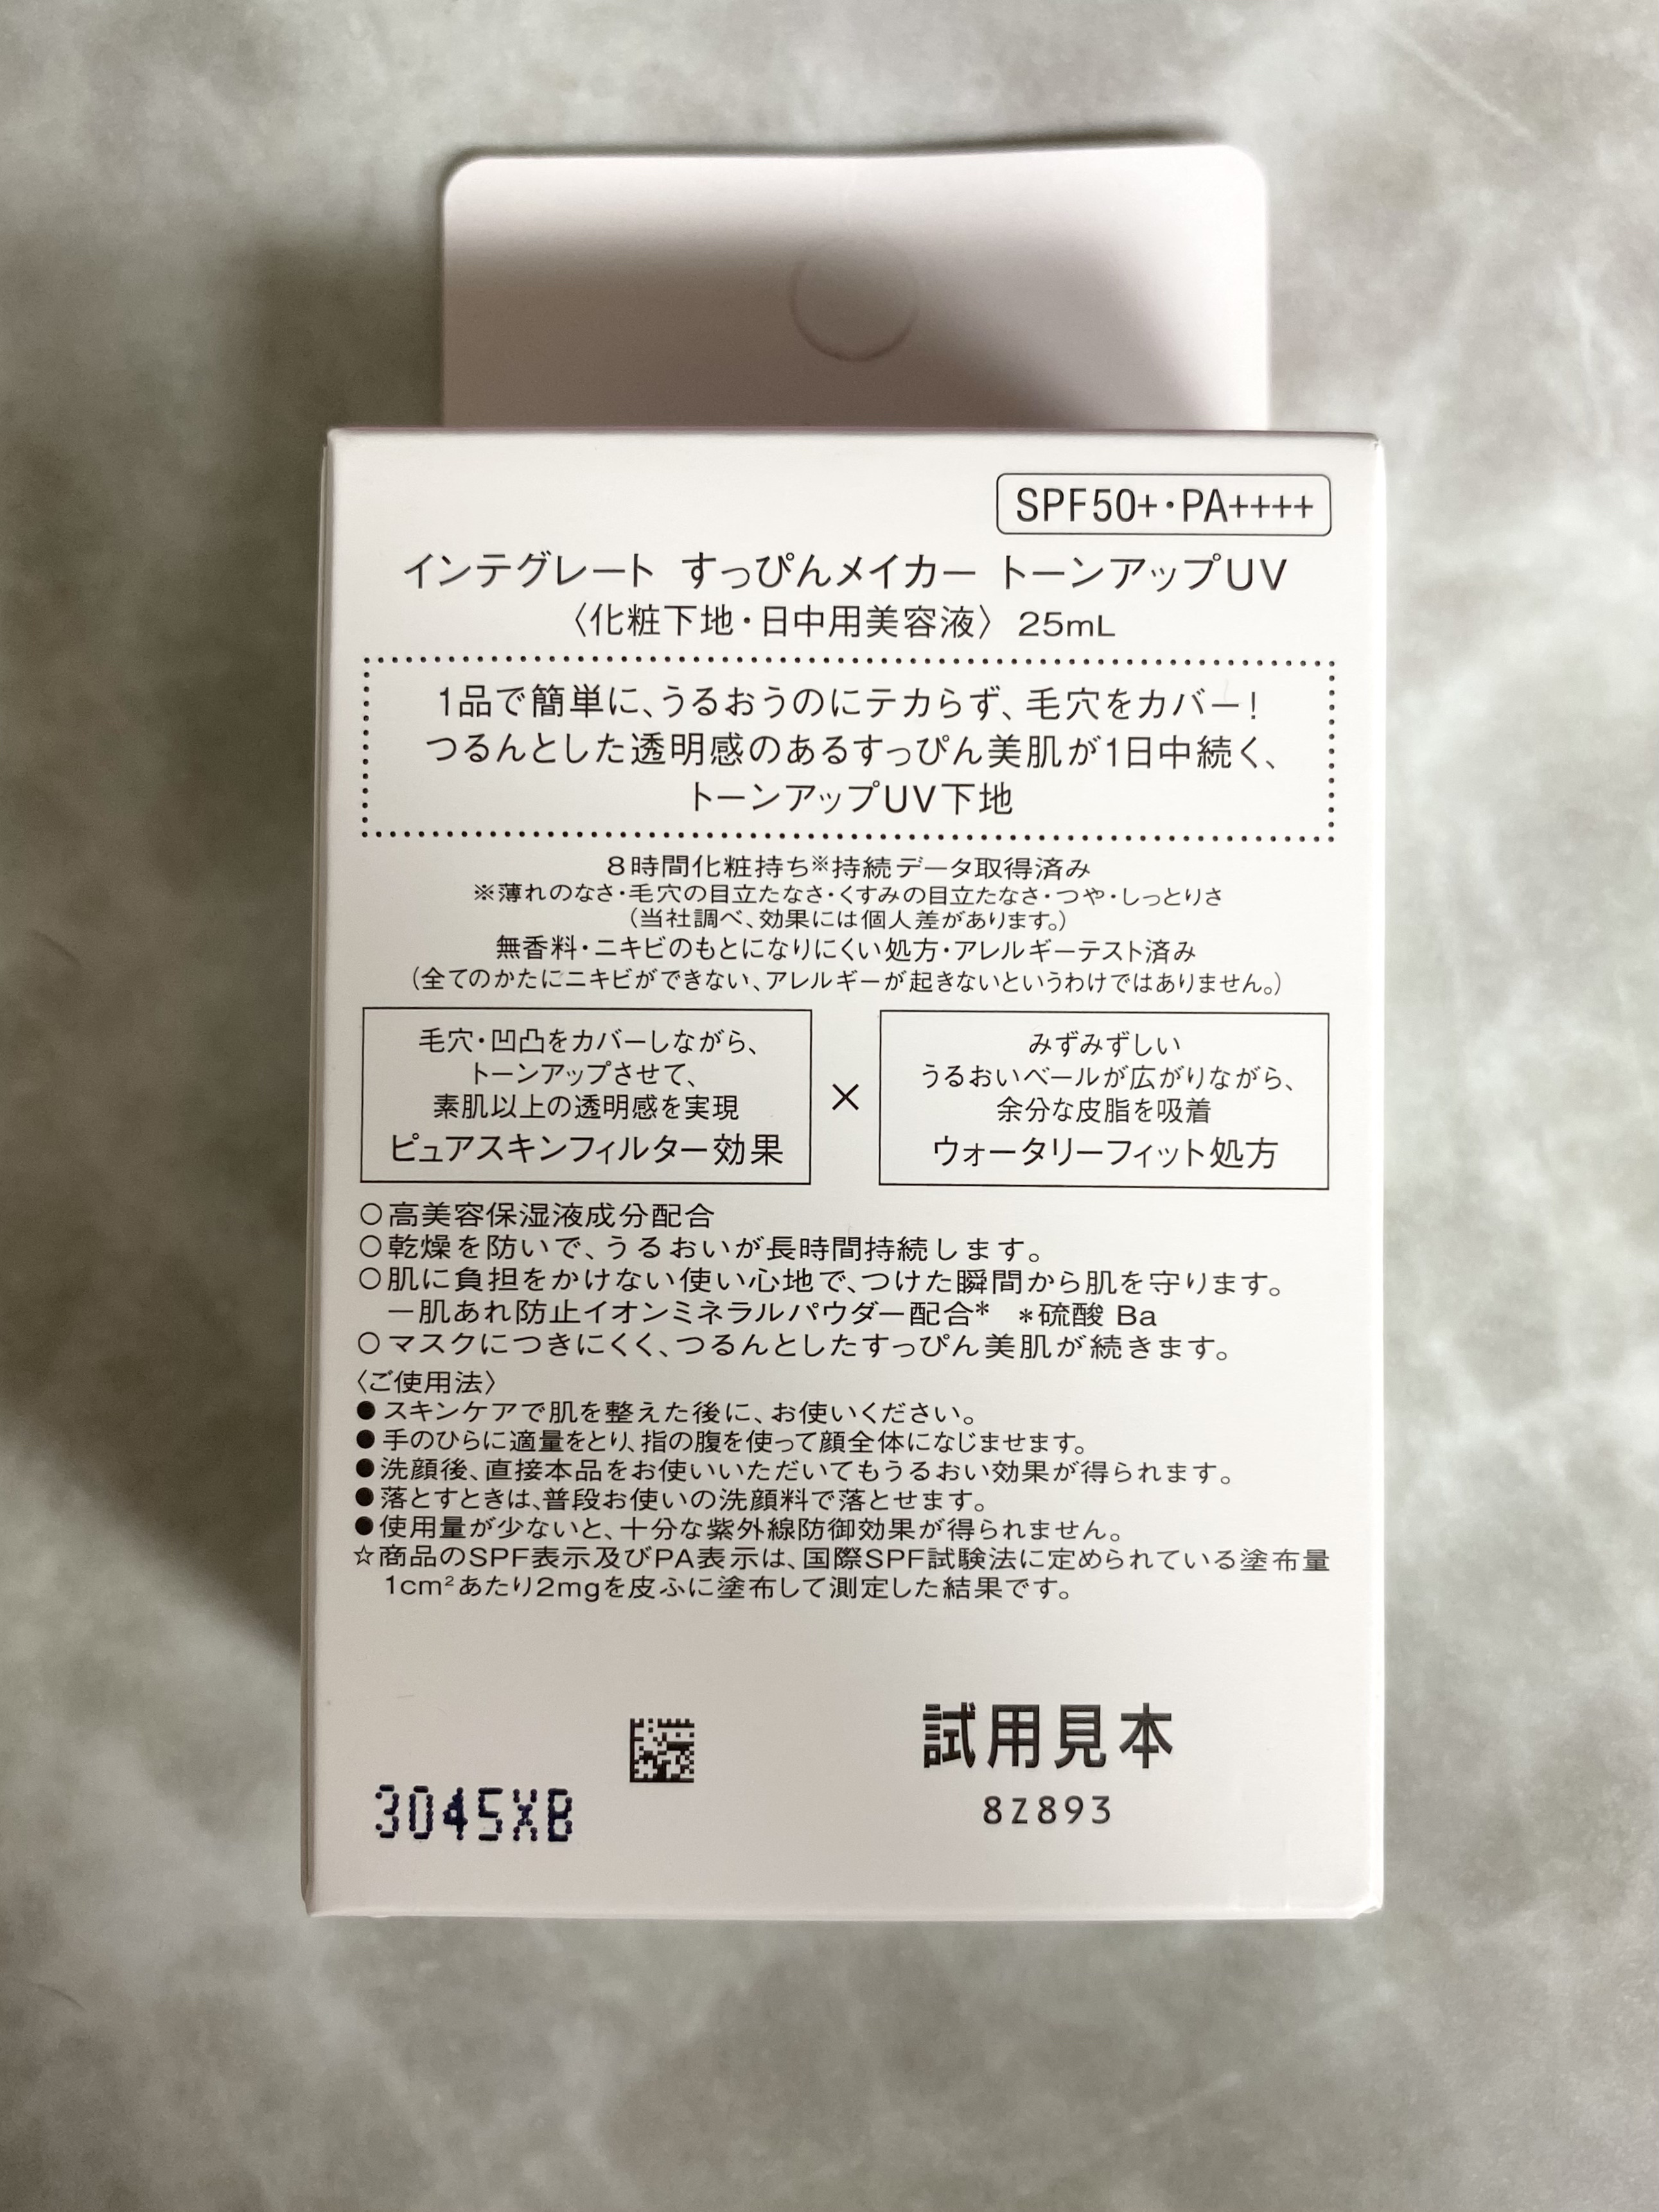 SPF50+・PA++++
インテグレート すっぴんメイカー トーンアップUV
〈化粧下地・日中用美容液〉 25mL
1品で簡単に、うるおうのにテカらず、毛穴をカバー!
つるんとした透明感のあるすっぴん美肌が1日中続く、
トーンアップUV下地
8時間化粧持ち※持続データ取得済み
※薄れのなさ・毛穴の目立たなさ・くすみの目立たなさ・つや・しっとりさ
(当社調べ、効果には個人差があります。)
無香料・ニキビのもとになりにくい処方・アレルギーテスト済み
(全てのかたにニキビができない、アレルギーが起きないというわけではありません。)
毛穴・凹凸をカバーしながら、
トーンアップさせて、
素肌以上の透明感を実現
ピュアスキンフィルター効果
×
みずみずしい
うるおいベールが広がりながら、
余分な皮脂を吸着
ウォータリーフィット処方
○高美容保湿液成分配合
○乾燥を防いで、うるおいが長時間持続します。
○肌に負担をかけない使い心地で、つけた瞬間から肌を守ります。
ー肌あれ防止イオンミネラルパウダー配合* *硫酸 Ba
○マスクにつきにくく、つるんとしたすっぴん美肌が続きます。
〈ご使用法〉
●スキンケアで肌を整えた後に、お使いください。
●手のひらに適量をとり、指の腹を使って顔全体になじませます。
●洗顔後、直接本品をお使いいただいてもうるおい効果が得られます。
●落とすときは、普段お使いの洗顔料で落とせます。
●使用量が少ないと、十分な紫外線防御効果が得られません。
☆商品のSPF表示及びPA表示は、国際SPF試験法に定められている塗布量
1cm²あたり2mgを皮ふに塗布して測定した結果です。
試用見本
8Z893
3045XB